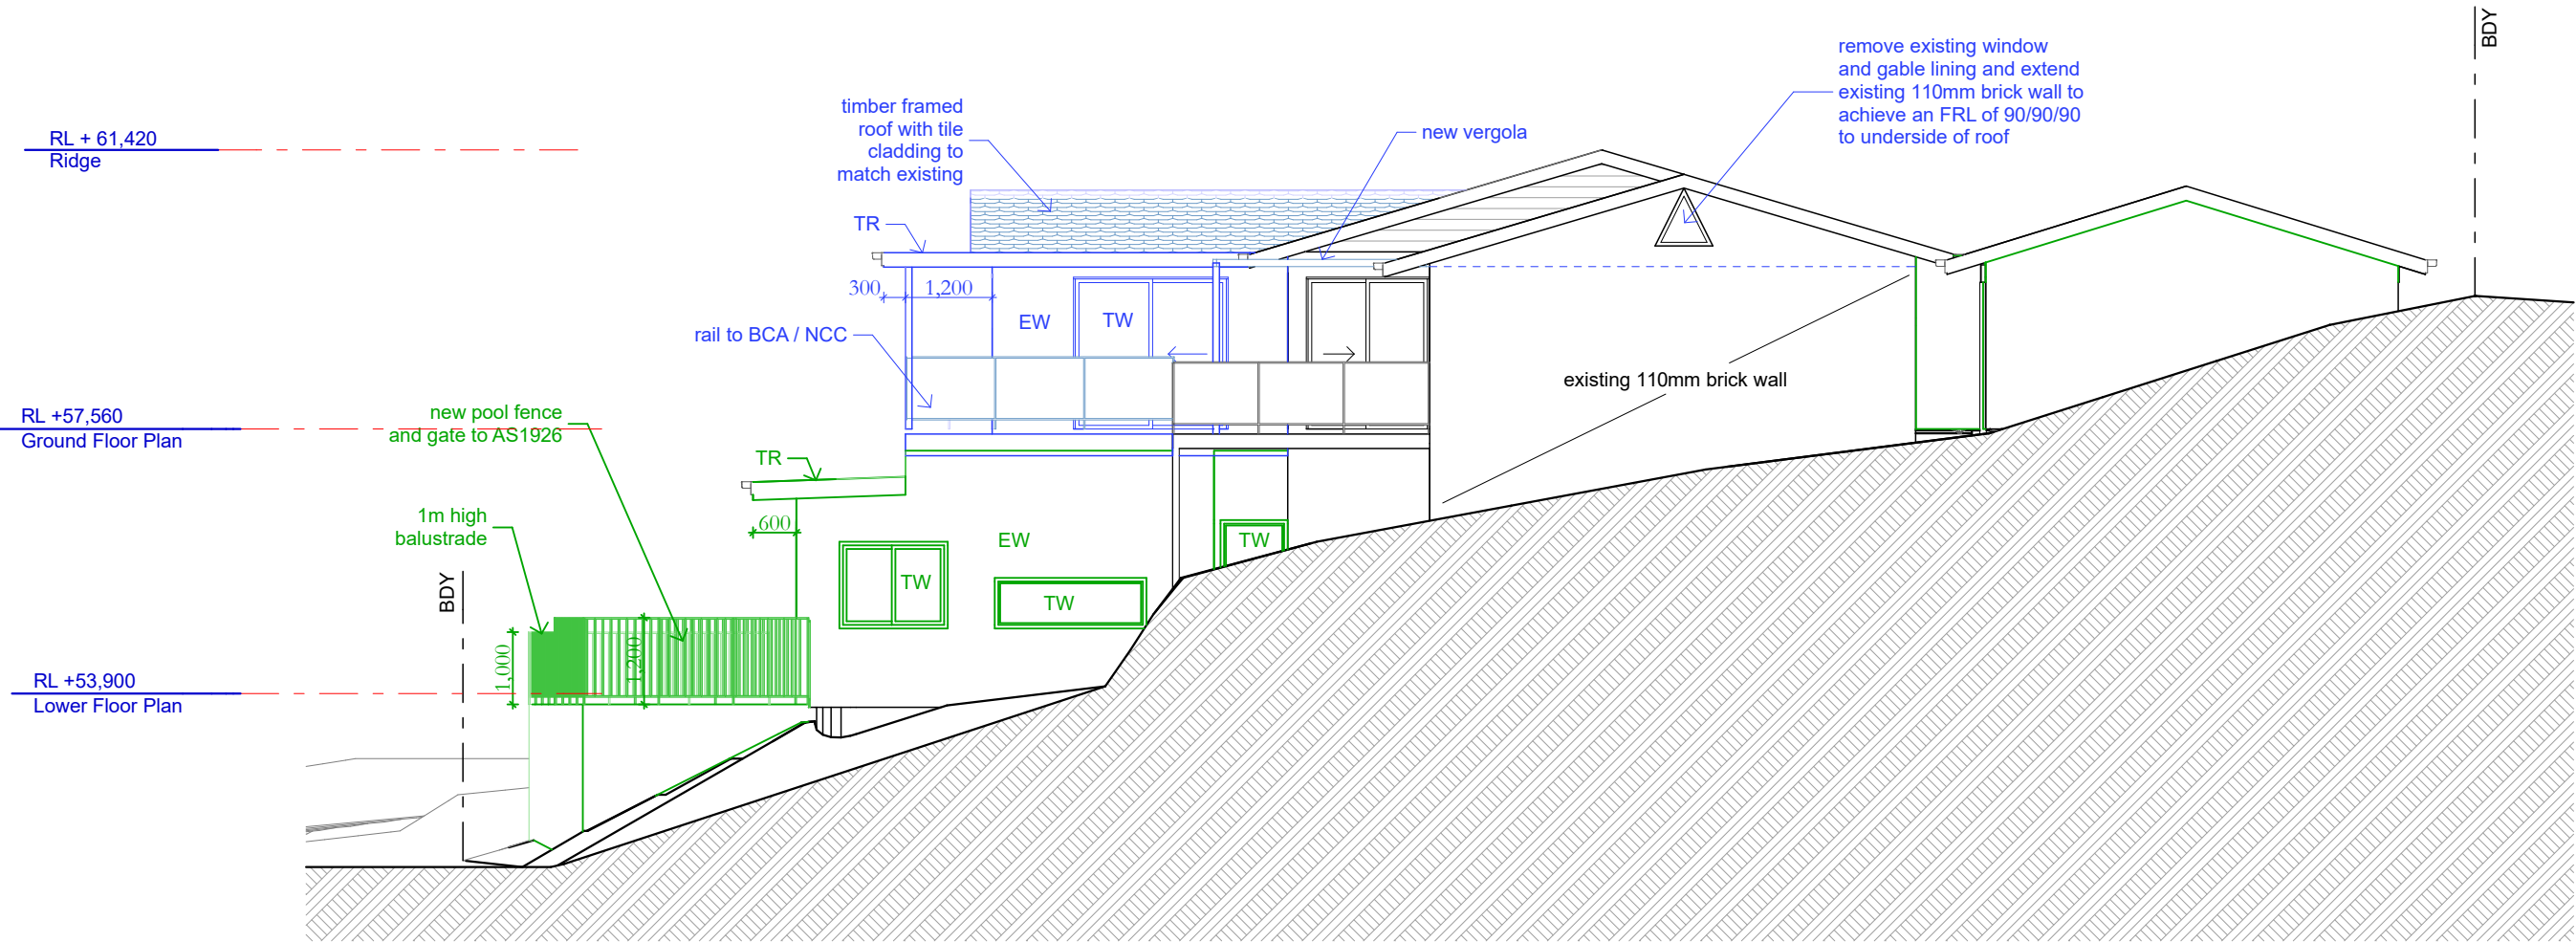 BDY
remove existing window
and gable lining and extend
existing 110mm brick wall to
achieve an FRL of 90/90/90
to underside of roof
timber framed
roof with tile
cladding to
match existing
new vergola
RL + 61,420
Ridge
TR
300
1,200
EW
TW
rail to BCA / NCC
existing 110mm brick wall
RL +57,560
Ground Floor Plan
new pool fence
and gate to AS1926
TR
1m high
balustrade
600
EW
TW
TW
TW
BDY
1,000
1,200
RL +53,900
Lower Floor Plan